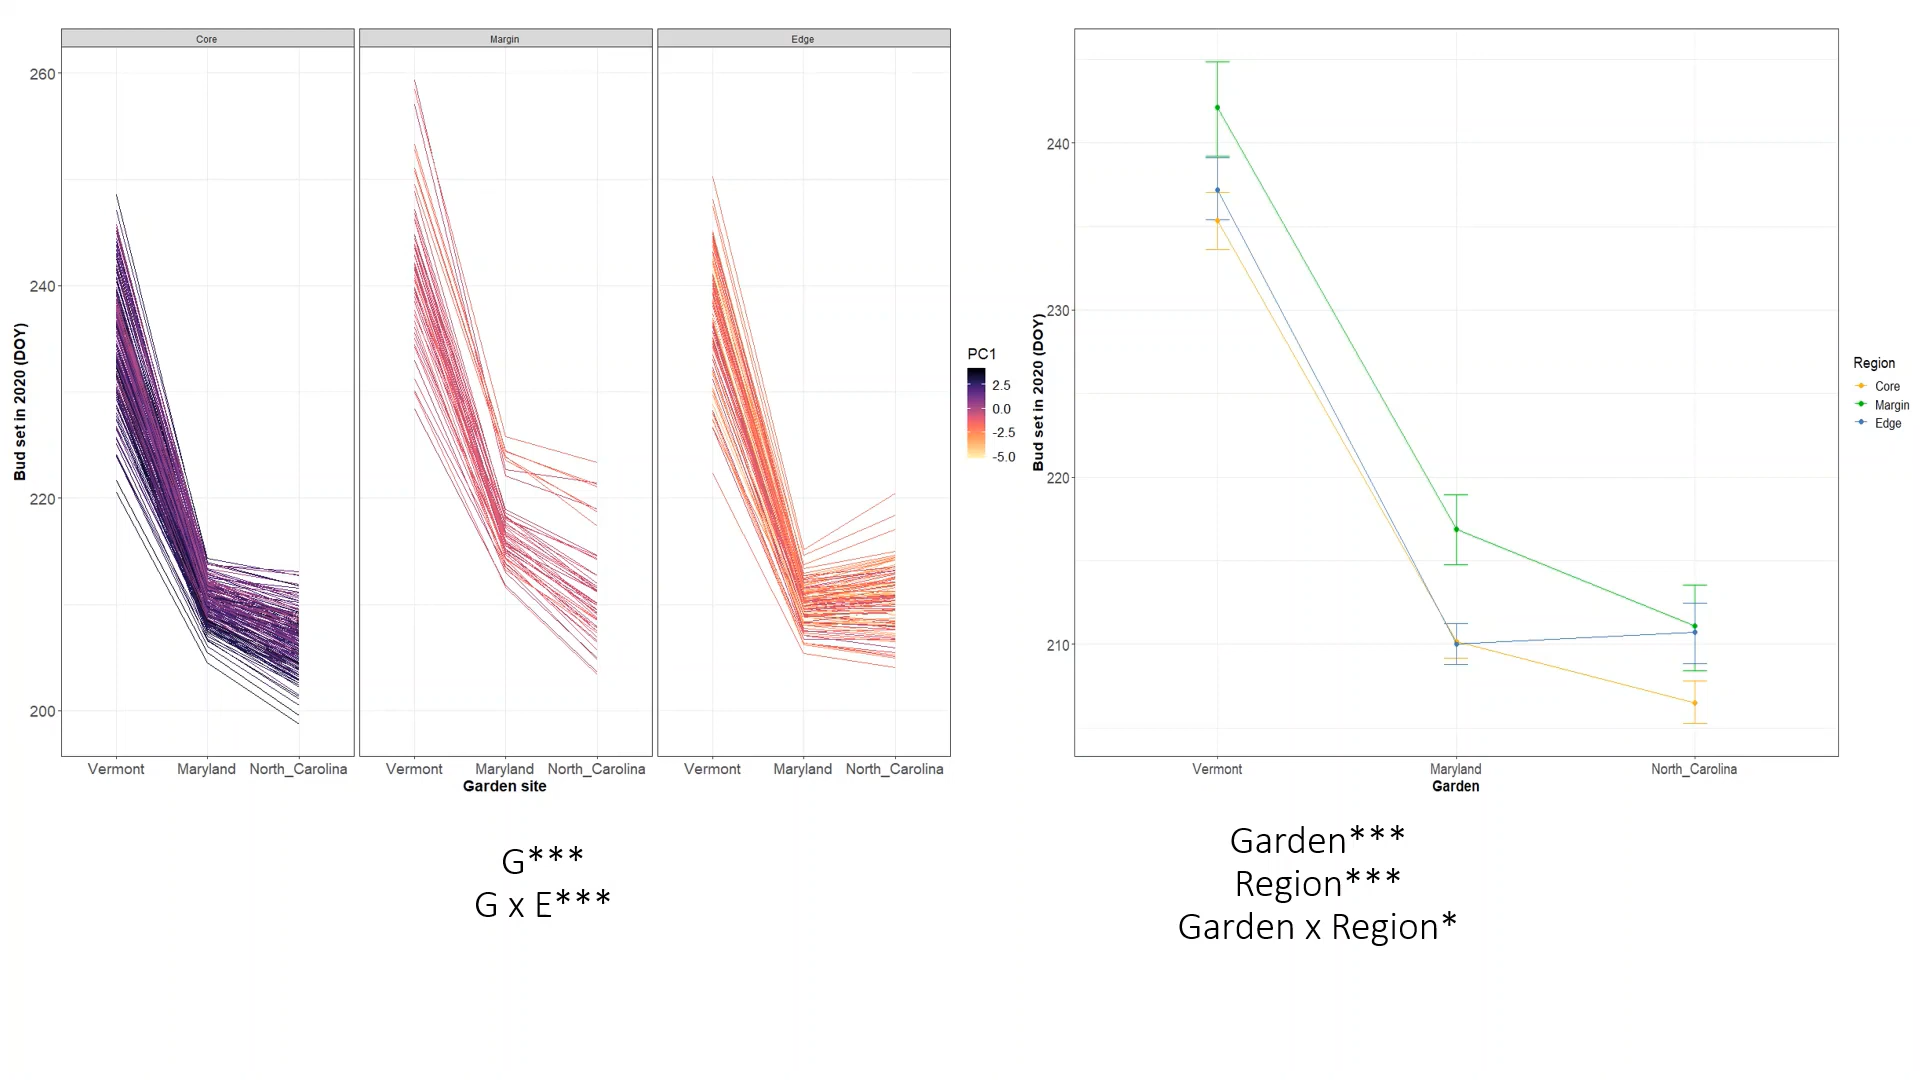 Core
Margin
Edge
260
240
220
200
Bud set in 2020 (DOY)
Vermont
Maryland
North_Carolina
Vermont
Maryland
North_Carolina
Vermont
Maryland
North_Carolina
Garden site
PC1
2.5
0.0
-2.5
-5.0
G***
G x E***
240
230
220
210
Bud set in 2020 (DOY)
Vermont
Maryland
North_Carolina
Garden
Region
Core
Margin
Edge
Garden***
Region***
Garden x Region*